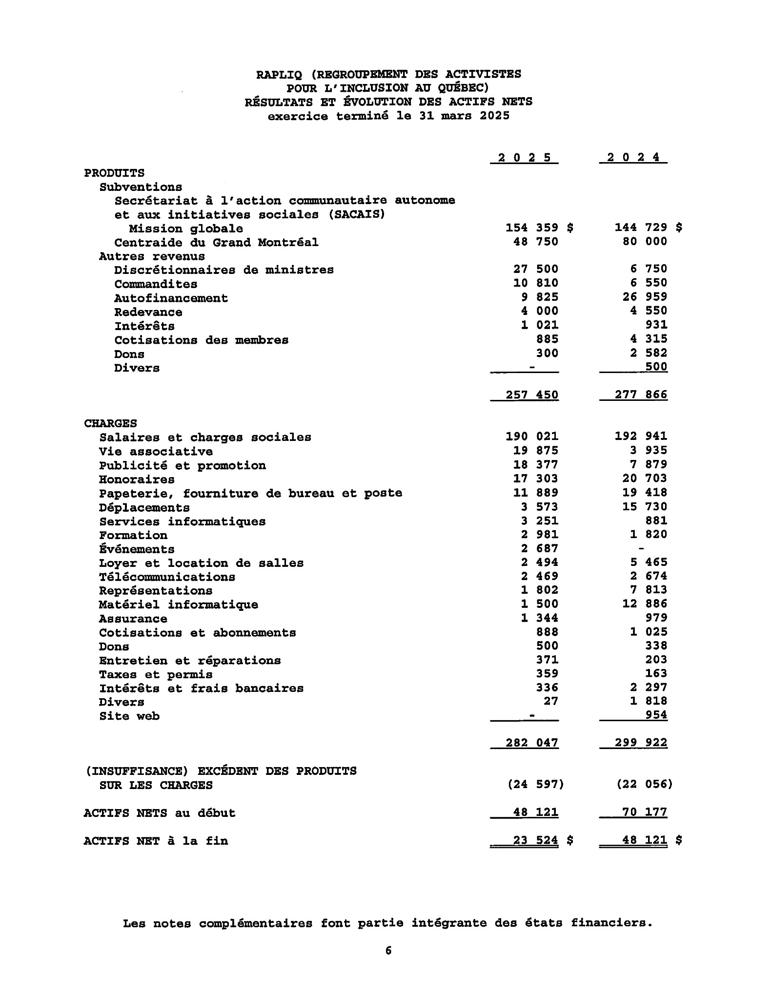 RAPLIQ (REGROUPEMENT DES ACTIVISTES
POUR L'INCLUSION AU QUÉBEC)
RÉSULTATS ET ÉVOLUTION DES ACTIFS NETS
exercice terminé le 31 mars 2025
2 0 2 5 2 0 2 4
PRODUITS
Subventions
Secrétariat à l'action communautaire autonome
et aux initiatives sociales (SACAIS)
Mission globale 154 359 $ 144 729 $
Centraide du Grand Montréal 48 750 80 000
Autres revenus
Discrétionnaires de ministres 27 500 6 750
Commandites 10 810 6 550
Autofinancement 9 825 26 959
Redevance 4 000 4 550
Intérêts 1 021 931
Cotisations des membres 885 4 315
Dons 300 2 582
Divers - 500
257 450 277 866
CHARGES
Salaires et charges sociales 190 021 192 941
Vie associative 19 875 3 935
Publicité et promotion 18 377 7 879
Honoraires 17 303 20 703
Papeterie, fourniture de bureau et poste 11 889 19 418
Déplacements 3 573 15 730
Services informatiques 3 251 881
Formation 2 981 1 820
Événements 2 687 -
Loyer et location de salles 2 494 5 465
Télécommunications 2 469 2 674
Représentations 1 802 7 813
Matériel informatique 1 500 12 886
Assurance 1 344 979
Cotisations et abonnements 888 1 025
Dons 500 338
Entretien et réparations 371 203
Taxes et permis 359 163
Intérêts et frais bancaires 336 2 297
Divers 27 1 818
Site web - 954
282 047 299 922
(INSUFFISANCE) EXCÉDENT DES PRODUITS
SUR LES CHARGES (24 597) (22 056)
ACTIFS NETS au début 48 121 70 177
ACTIFS NET à la fin 23 524 $ 48 121 $
Les notes complémentaires font partie intégrante des états financiers.
6